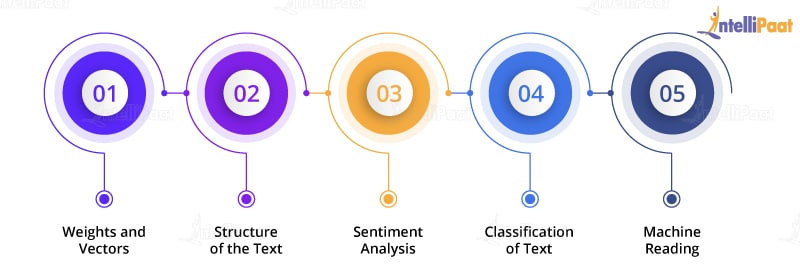 IntelliPaat
01
02
03
04
05
Weights and
Vectors
Structure
of the Text
Sentiment
Analysis
Classification
of Text
Machine
Reading